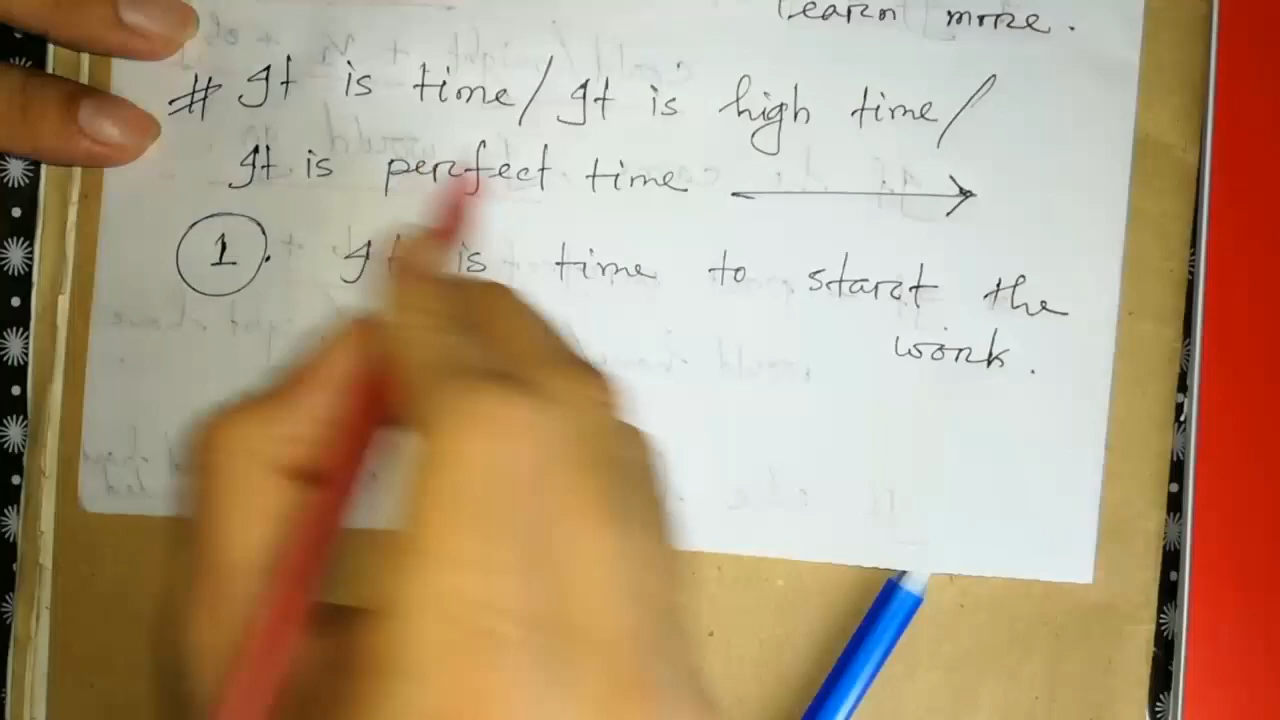 learn more.
# It is time/ It is high time/
It is perfect time
1. It is time to start the
work.